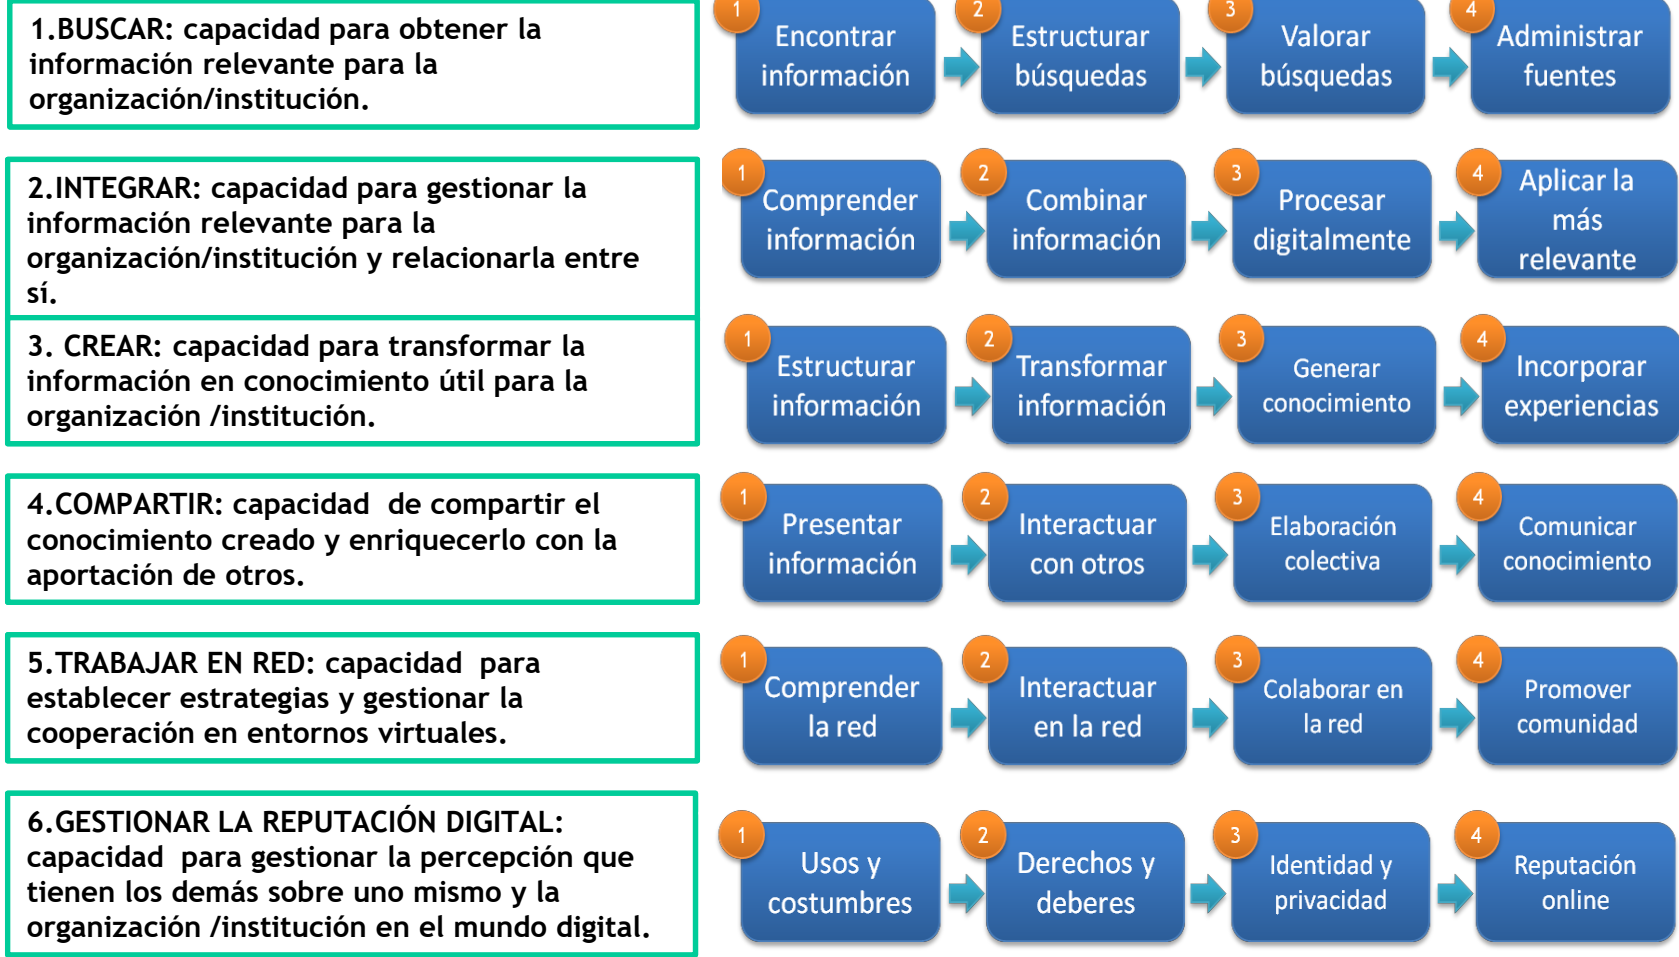 1.BUSCAR: capacidad para obtener la
información relevante para la
organización/institución.
1
Encontrar
información
2
Estructurar
búsquedas
3
Valorar
búsquedas
4
Administrar
fuentes
2.INTEGRAR: capacidad para gestionar la
información relevante para la
organización/institución y relacionarla entre
sí.
1
Comprender
información
2
Combinar
información
3
Procesar
digitalmente
4
Aplicar la
más
relevante
3. CREAR: capacidad para transformar la
información en conocimiento útil para la
organización /institución.
1
Estructurar
información
2
Transformar
información
3
Generar
conocimiento
4
Incorporar
experiencias
4.COMPARTIR: capacidad  de compartir el
conocimiento creado y enriquecerlo con la
aportación de otros.
1
Presentar
información
2
Interactuar
con otros
3
Elaboración
colectiva
4
Comunicar
conocimiento
5.TRABAJAR EN RED: capacidad  para
establecer estrategias y gestionar la
cooperación en entornos virtuales.
1
Comprender
la red
2
Interactuar
en la red
3
Colaborar en
la red
4
Promover
comunidad
6.GESTIONAR LA REPUTACIÓN DIGITAL:
capacidad  para gestionar la percepción que
tienen los demás sobre uno mismo y la
organización /institución en el mundo digital.
1
Usos y
costumbres
2
Derechos y
deberes
3
Identidad y
privacidad
4
Reputación
online